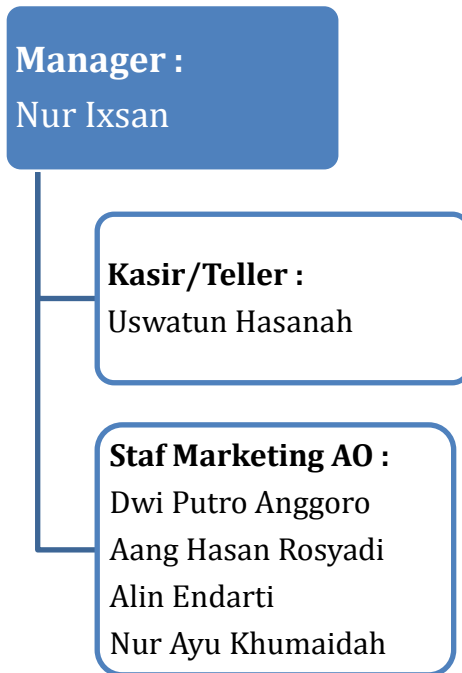 Manager :
Nur Ixsan
Kasir/Teller :
Uswatun Hasanah
Staf Marketing AO :
Dwi Putro Anggoro
Aang Hasan Rosyadi
Alin Endarti
Nur Ayu Khumaidah